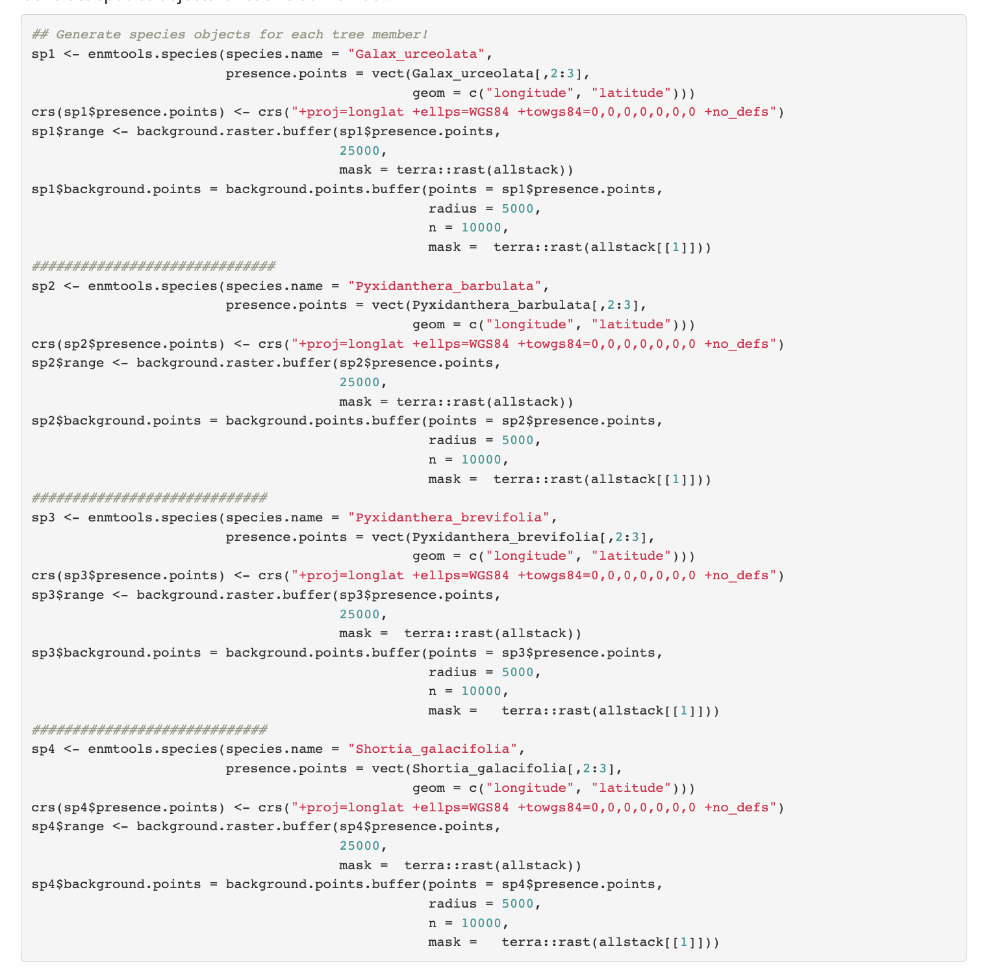 ## Generate species objects for each tree member!
sp1 <- enmtools.species(species.name = "Galax_urceolata",
                        presence.points = vect(Galax_urceolata[,2:3],
                                               geom = c("longitude", "latitude")))
crs(sp1$presence.points) <- crs("+proj=longlat +ellps=WGS84 +towgs84=0,0,0,0,0,0,0 +no_defs")
sp1$range <- background.raster.buffer(sp1$presence.points,
                                      25000,
                                      mask = terra::rast(allstack))
sp1$background.points = background.points.buffer(points = sp1$presence.points,
                                                 radius = 5000,
                                                 n = 10000,
                                                 mask =  terra::rast(allstack[[1]]))
##############################
sp2 <- enmtools.species(species.name = "Pyxidanthera_barbulata",
                        presence.points = vect(Pyxidanthera_barbulata[,2:3],
                                               geom = c("longitude", "latitude")))
crs(sp2$presence.points) <- crs("+proj=longlat +ellps=WGS84 +towgs84=0,0,0,0,0,0,0 +no_defs")
sp2$range <- background.raster.buffer(sp2$presence.points,
                                      25000,
                                      mask = terra::rast(allstack))
sp2$background.points = background.points.buffer(points = sp2$presence.points,
                                                 radius = 5000,
                                                 n = 10000,
                                                 mask =  terra::rast(allstack[[1]]))
#############################
sp3 <- enmtools.species(species.name = "Pyxidanthera_brevifolia",
                        presence.points = vect(Pyxidanthera_brevifolia[,2:3],
                                               geom = c("longitude", "latitude")))
crs(sp3$presence.points) <- crs("+proj=longlat +ellps=WGS84 +towgs84=0,0,0,0,0,0,0 +no_defs")
sp3$range <- background.raster.buffer(sp3$presence.points,
                                      25000,
                                      mask =  terra::rast(allstack))
sp3$background.points = background.points.buffer(points = sp3$presence.points,
                                                 radius = 5000,
                                                 n = 10000,
                                                 mask =   terra::rast(allstack[[1]]))
#############################
sp4 <- enmtools.species(species.name = "Shortia_galacifolia",
                        presence.points = vect(Shortia_galacifolia[,2:3],
                                               geom = c("longitude", "latitude")))
crs(sp4$presence.points) <- crs("+proj=longlat +ellps=WGS84 +towgs84=0,0,0,0,0,0,0 +no_defs")
sp4$range <- background.raster.buffer(sp4$presence.points,
                                      25000,
                                      mask =  terra::rast(allstack))
sp4$background.points = background.points.buffer(points = sp4$presence.points,
                                                 radius = 5000,
                                                 n = 10000,
                                                 mask =   terra::rast(allstack[[1]]))